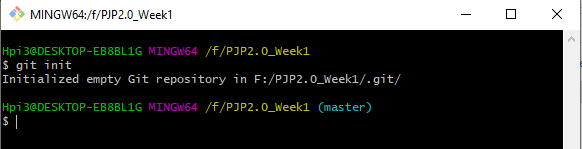 MINGW64:/f/PJP2.0_Week1
Hpi3@DESKTOP-EB8BL1G MINGW64 /f/PJP2.0_Week1
$ git init
Initialized empty Git repository in F:/PJP2.0_Week1/.git/
Hpi3@DESKTOP-EB8BL1G MINGW64 /f/PJP2.0_Week1 (master)
$